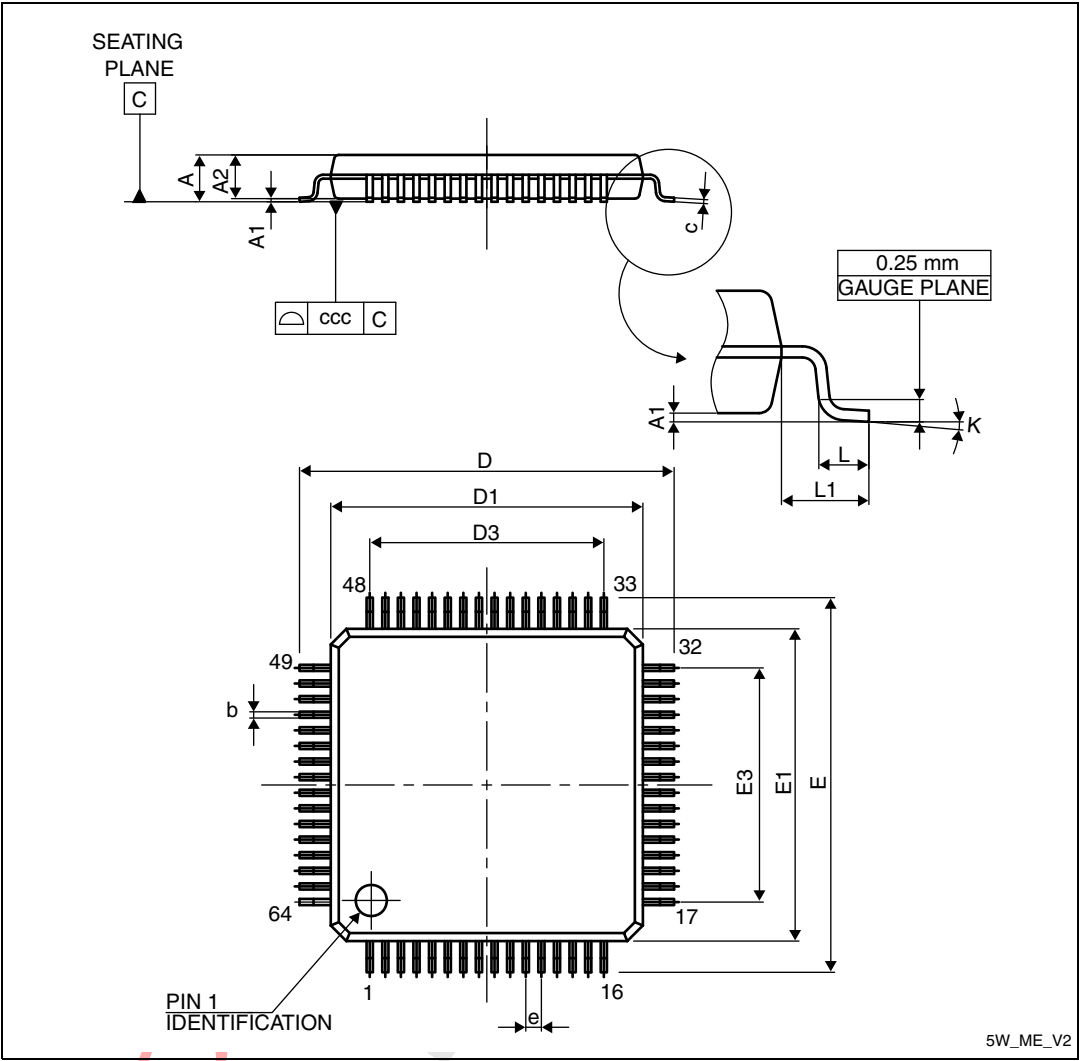 SEATING
PLANE
C
A
A2
A1
c
ccc C
0.25 mm
GAUGE PLANE
A1
K
L
L1
D
D1
D3
48
33
49
32
b
E3
E1
E
64
17
1
16
PIN 1
IDENTIFICATION
e
5W_ME_V2